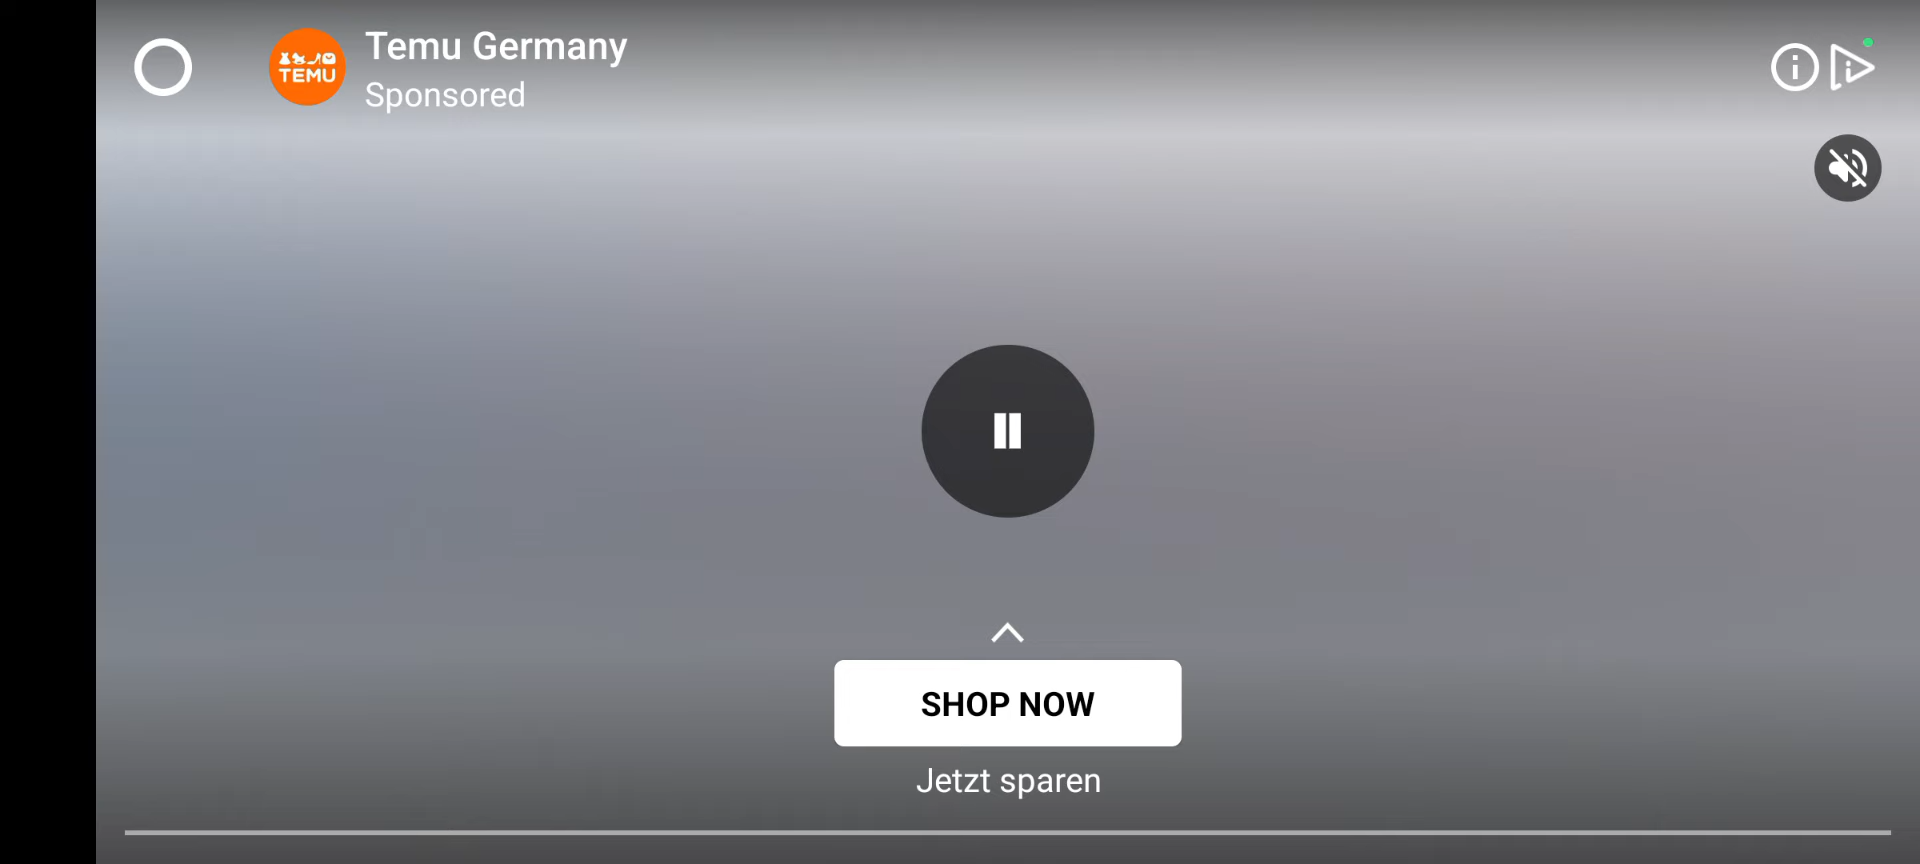 Temu Germany
TEMU
Sponsored
SHOP NOW
Jetzt sparen